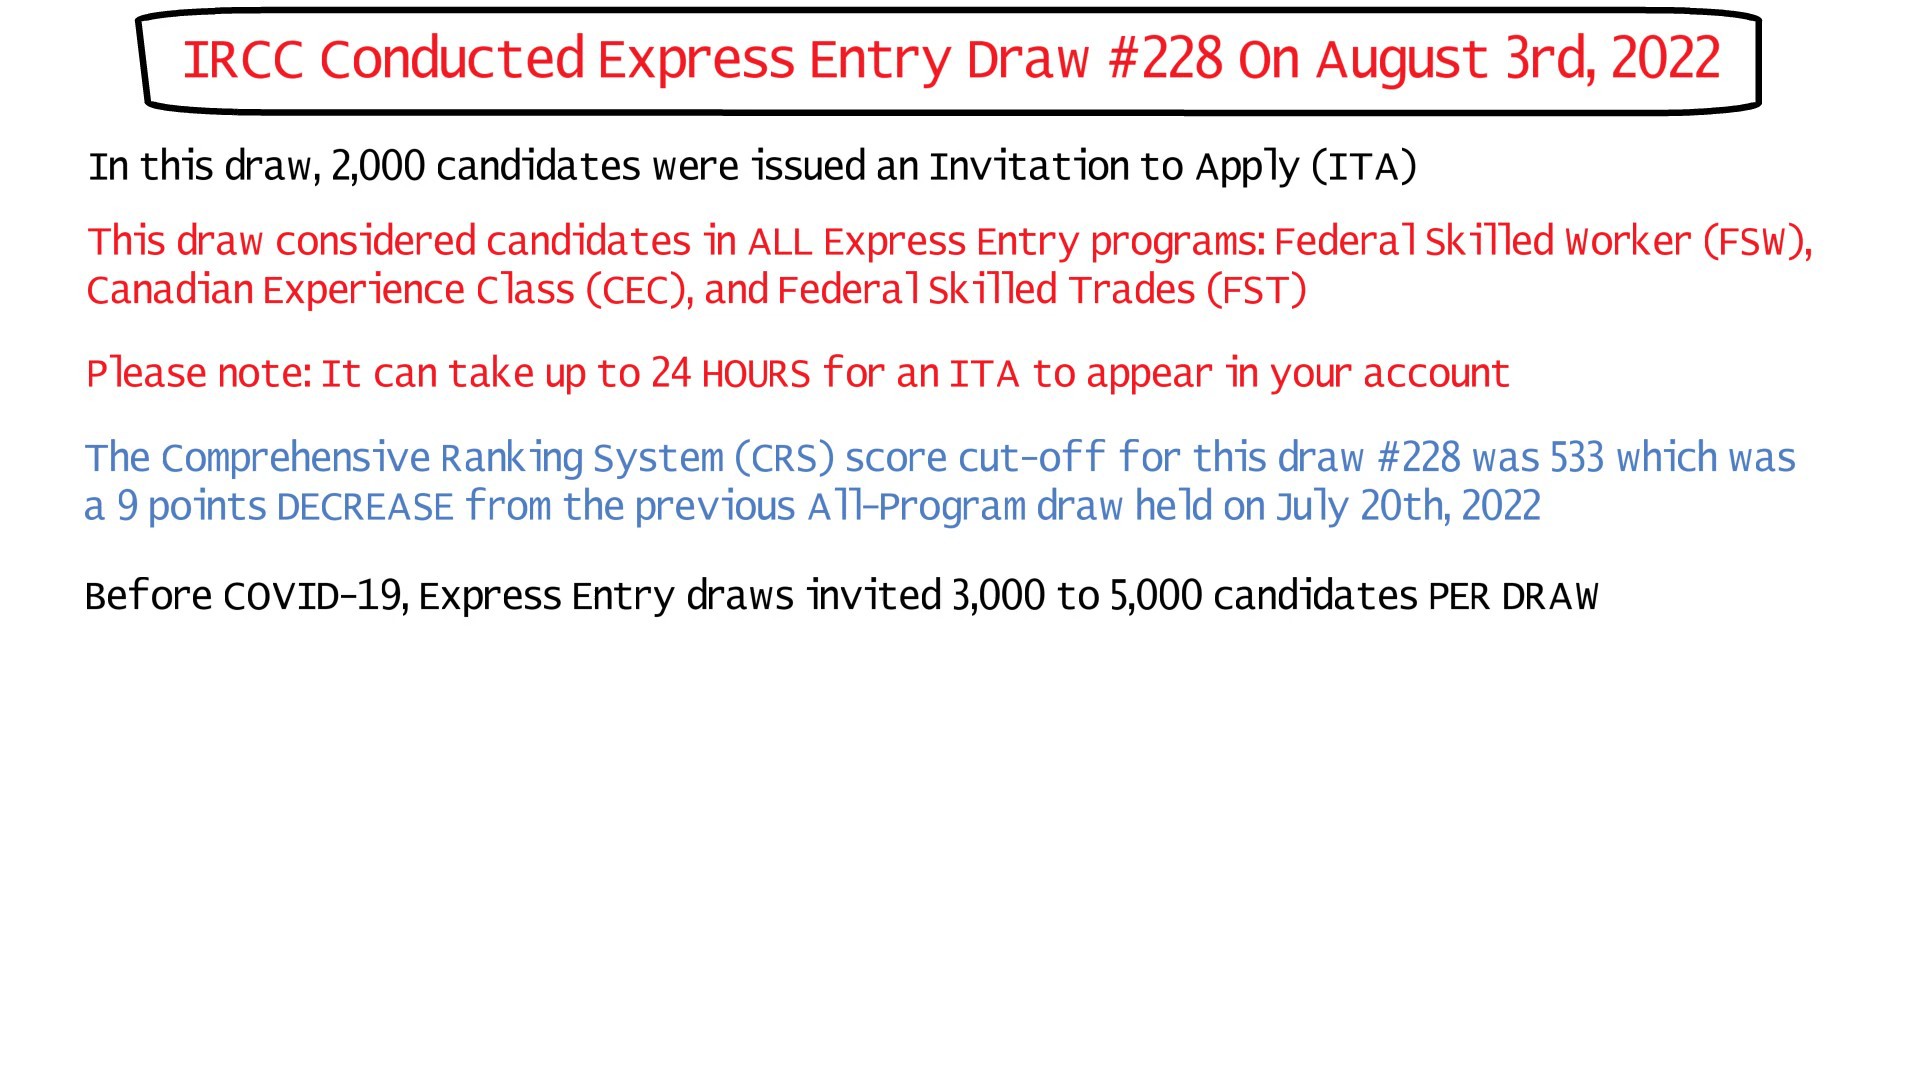 IRCC Conducted Express Entry Draw #228 On August 3rd, 2022
In this draw, 2,000 candidates were issued an Invitation to Apply (ITA)
This draw considered candidates in ALL Express Entry programs: Federal Skilled Worker (FSW),
Canadian Experience Class (CEC), and Federal Skilled Trades (FST)
Please note: It can take up to 24 HOURS for an ITA to appear in your account
The Comprehensive Ranking System (CRS) score cut-off for this draw #228 was 533 which was
a 9 points DECREASE from the previous All-Program draw held on July 20th, 2022
Before COVID-19, Express Entry draws invited 3,000 to 5,000 candidates PER DRAW